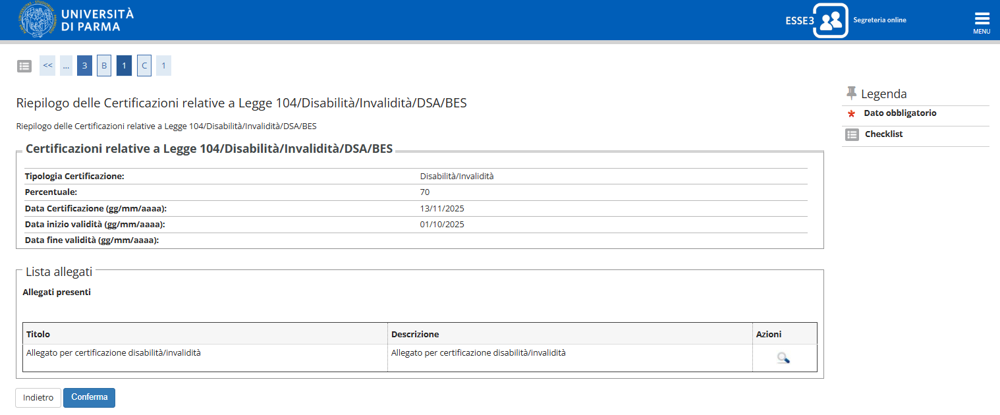 UNIVERSITÀ
DI PARMA
ESSE3 Segreteria online
MENU
<< ... 3 B 1 C 1
Riepilogo delle Certificazioni relative a Legge 104/Disabilità/Invalidità/DSA/BES
Riepilogo delle Certificazioni relative a Legge 104/Disabilità/Invalidità/DSA/BES
Certificazioni relative a Legge 104/Disabilità/Invalidità/DSA/BES
Tipologia Certificazione: Disabilità/Invalidità
Percentuale: 70
Data Certificazione (gg/mm/aaaa): 13/11/2025
Data inizio validità (gg/mm/aaaa): 01/10/2025
Data fine validità (gg/mm/aaaa):
Lista allegati
Allegati presenti
Titolo Descrizione Azioni
Allegato per certificazione disabilità/invalidità Allegato per certificazione disabilità/invalidità
Indietro Conferma
Legenda
Dato obbligatorio
Checklist